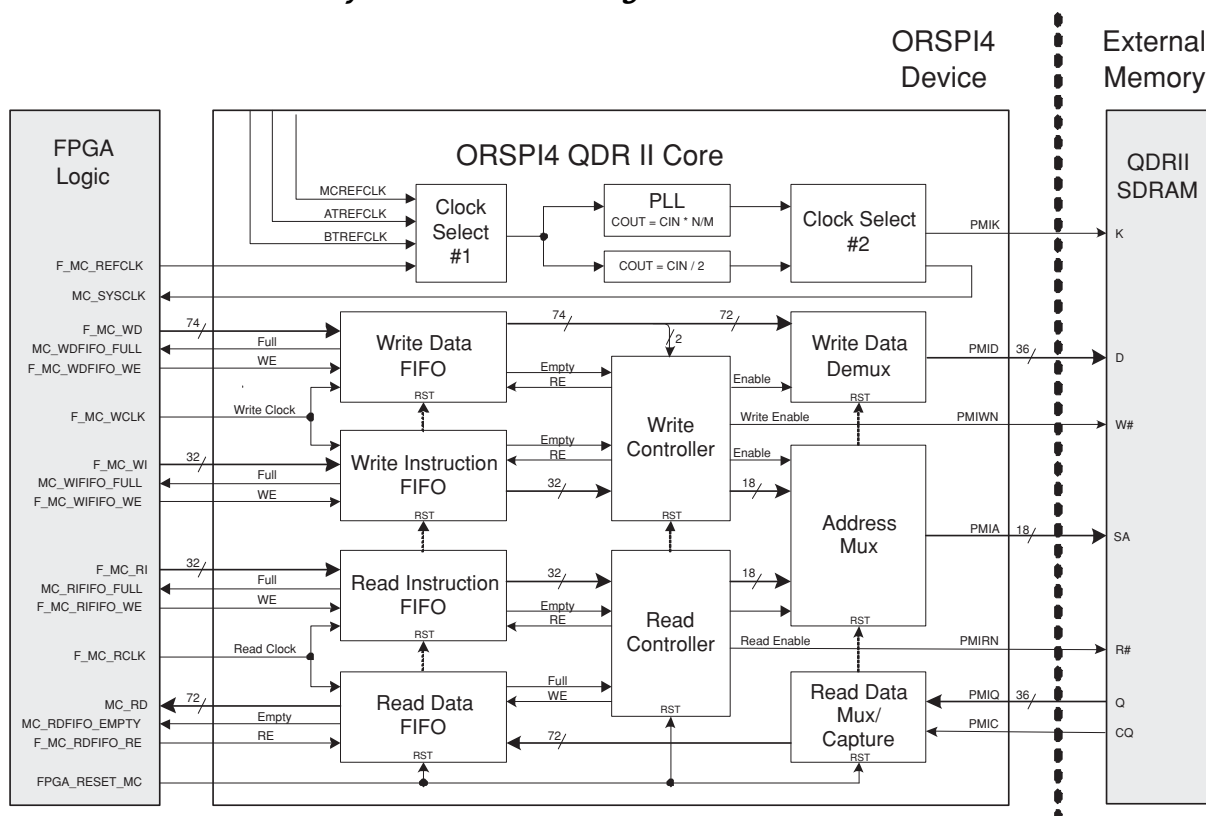 ORSPI4
Device
External
Memory
FPGA
Logic
ORSPI4 QDR II Core
QDRII
SDRAM
MCREFCLK
ATREFCLK
BTREFCLK
Clock
Select
#1
PLL
COUT = CIN * N/M
COUT = CIN / 2
Clock Select
#2
PMIK
K
F_MC_REFCLK
MC_SYSCLK
F_MC_WD
74
MC_WDFIFO_FULL
Full
F_MC_WDFIFO_WE
WE
Write Data
FIFO
RST
74
72
2
Empty
RE
Enable
Write Data
Demux
RST
PMID
36
D
F_MC_WCLK
Write Clock
Write
Controller
RST
Write Enable
PMIWN
W#
F_MC_WI
32
MC_WIFIFO_FULL
Full
F_MC_WIFIFO_WE
WE
Write Instruction
FIFO
RST
Empty
RE
32
Enable
18
Address
Mux
RST
PMIA
18
SA
F_MC_RI
32
MC_RIFIFO_FULL
Full
F_MC_RIFIFO_WE
WE
Read Instruction
FIFO
RST
32
Empty
RE
18
Read
Controller
RST
F_MC_RCLK
Read Clock
Read Enable
PMIRN
R#
MC_RD
72
MC_RDFIFO_EMPTY
Empty
F_MC_RDFIFO_RE
RE
Read Data
FIFO
RST
Full
WE
72
Read Data
Mux/
Capture
RST
PMIQ
36
Q
PMIC
CQ
FPGA_RESET_MC